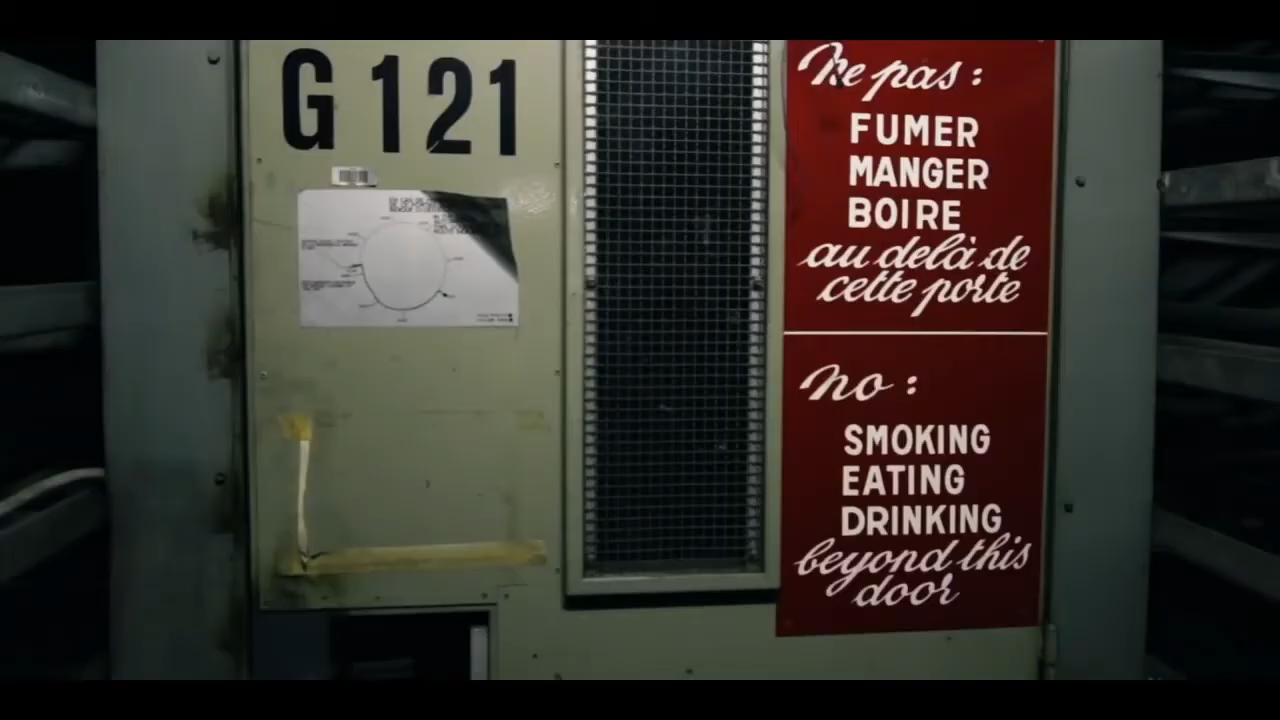 G 121
Ne pas :
FUMER
MANGER
BOIRE
au delà de
cette porte
no :
SMOKING
EATING
DRINKING
beyond this
door